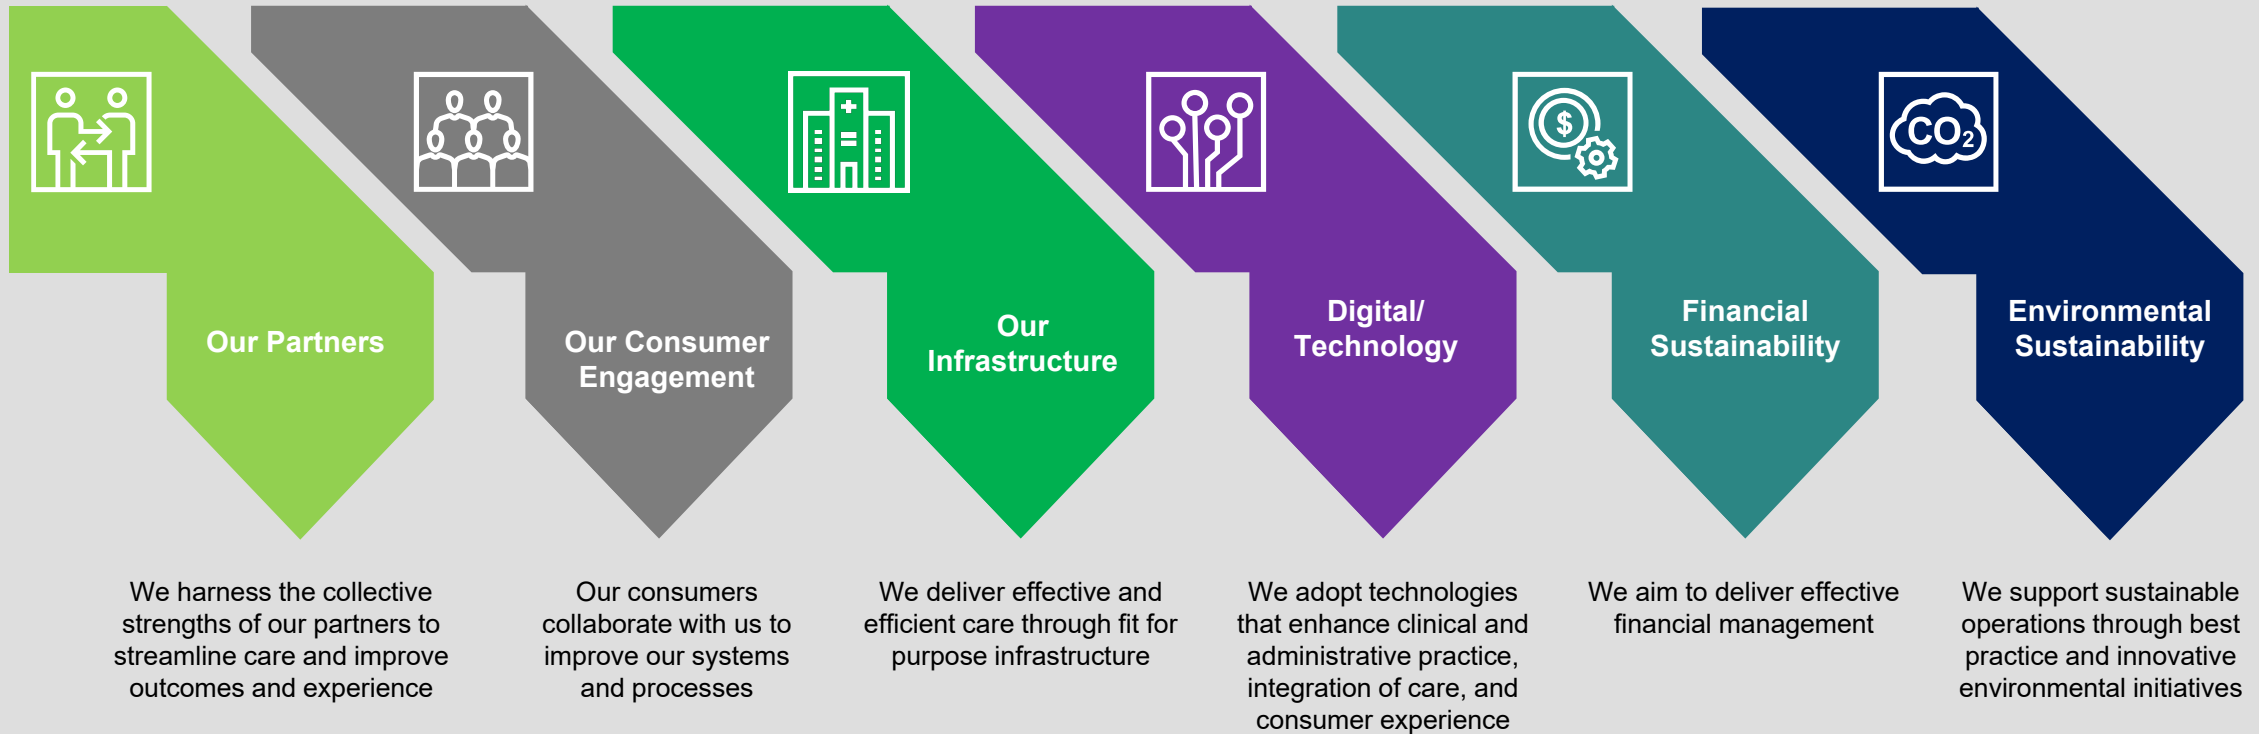 $
CO2
Our Partners
Our Consumer
Engagement
Our
Infrastructure
Digital/
Technology
Financial
Sustainability
Environmental
Sustainability
We harness the collective
strengths of our partners to
streamline care and improve
outcomes and experience
Our consumers
collaborate with us to
improve our systems
and processes
We deliver effective and
efficient care through fit for
purpose infrastructure
We adopt technologies
that enhance clinical and
administrative practice,
integration of care, and
consumer experience
We aim to deliver effective
financial management
We support sustainable
operations through best
practice and innovative
environmental initiatives